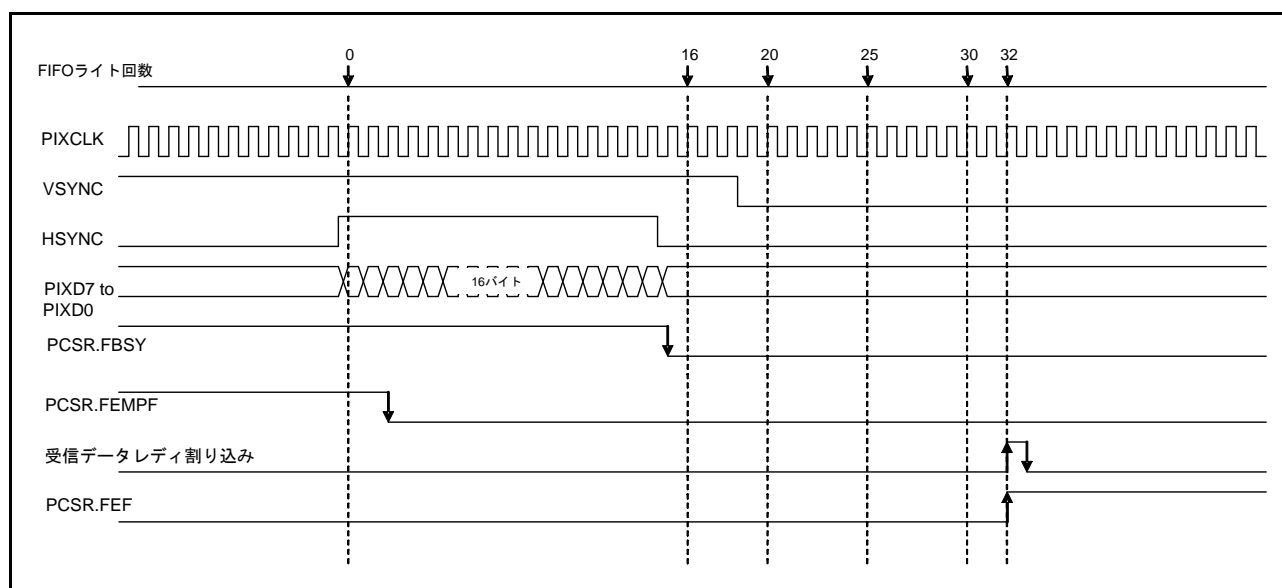 0 16 20 25 30 32
FIFOライト回数
PIXCLK
VSYNC
HSYNC
PIXD7 to
PIXD0
16バイト
PCSR.FBSY
PCSR.FEMPF
受信データレディ割り込み
PCSR.FEF